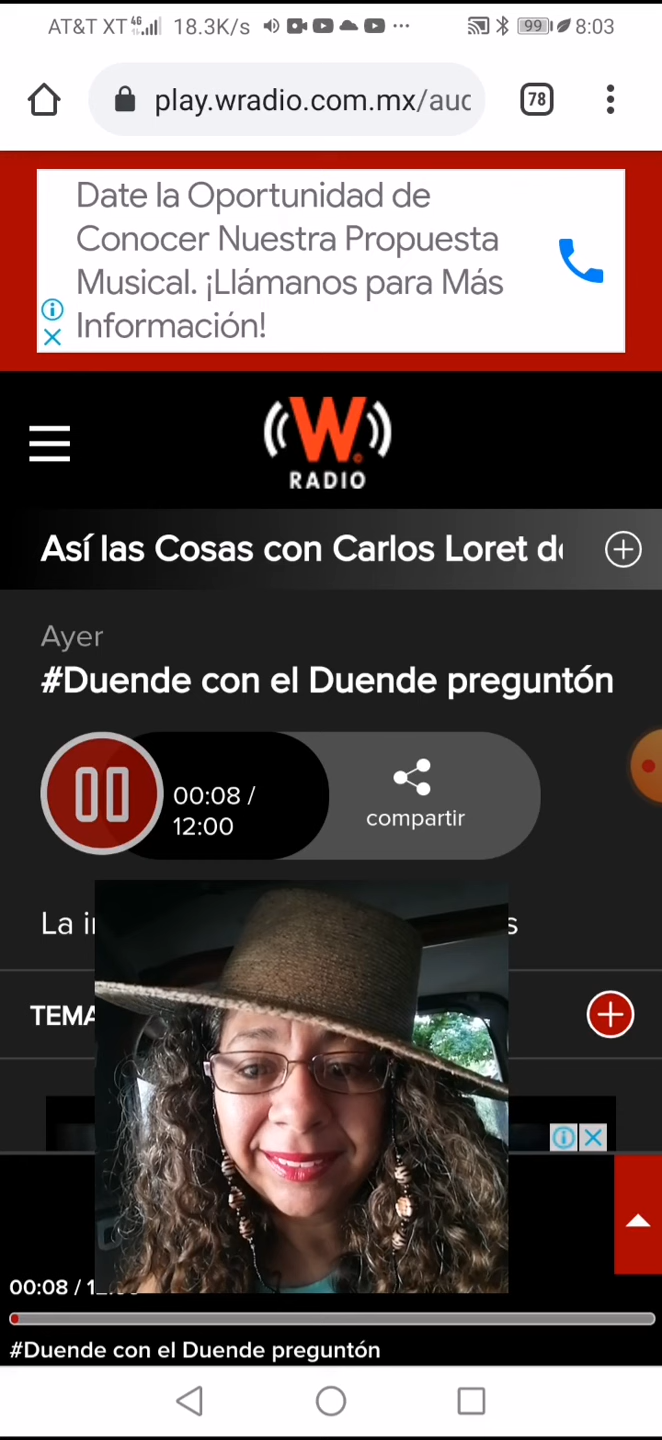 AT&T XT 4G 18.3K/s 99 8:03
play.wradio.com.mx/auc 78
Date la Oportunidad de
Conocer Nuestra Propuesta
Musical. ¡Llámanos para Más
Información!
W
RADIO
Así las Cosas con Carlos Loret de
Ayer
#Duende con el Duende preguntón
00:08 /
12:00
compartir
La
s
TEMA
00:08 / 1
#Duende con el Duende preguntón